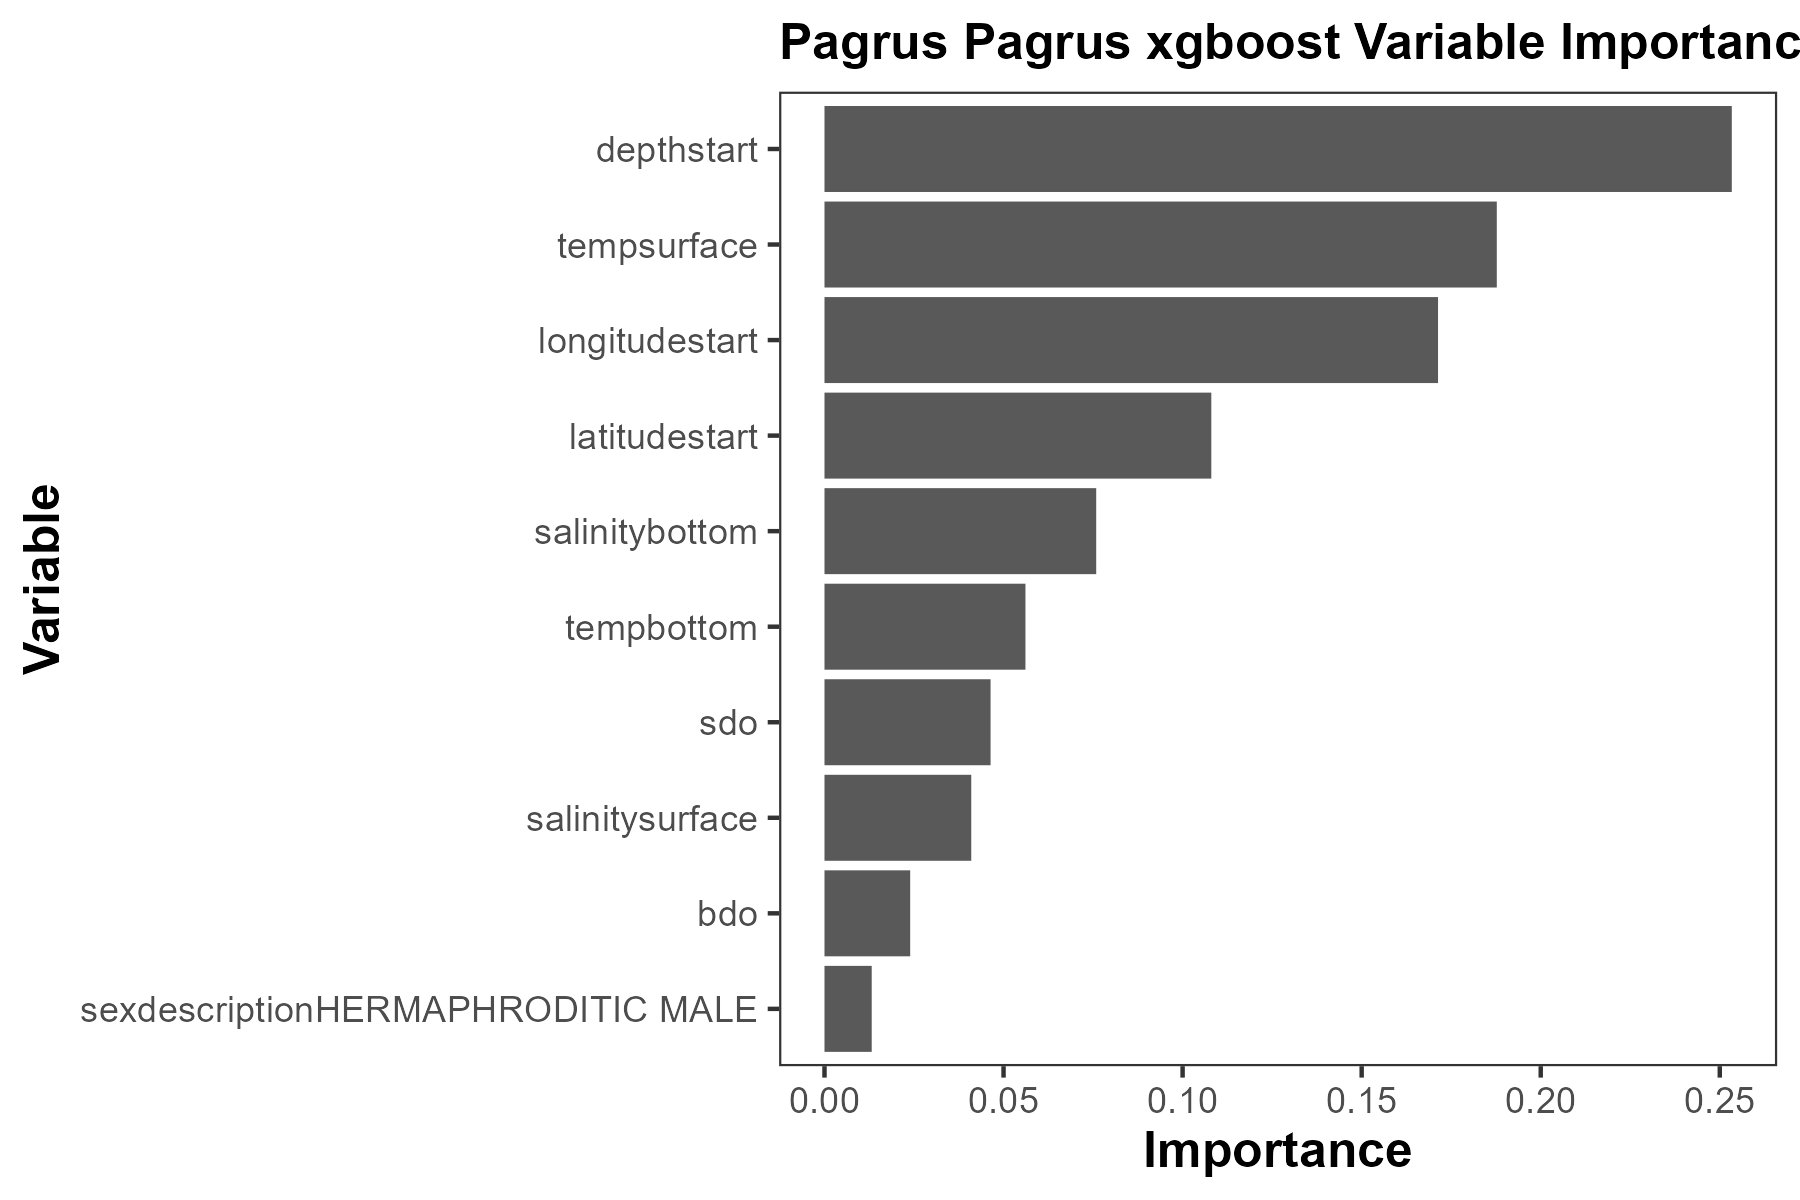 Pagrus Pagrus xgboost Variable Importanc
depthstart
tempsurface
longitudestart
latitudestart
salinitybottom
tempbottom
sdo
salinitysurface
bdo
sexdescriptionHERMAPHRODITIC MALE
Variable
0.00 0.05 0.10 0.15 0.20 0.25
Importance